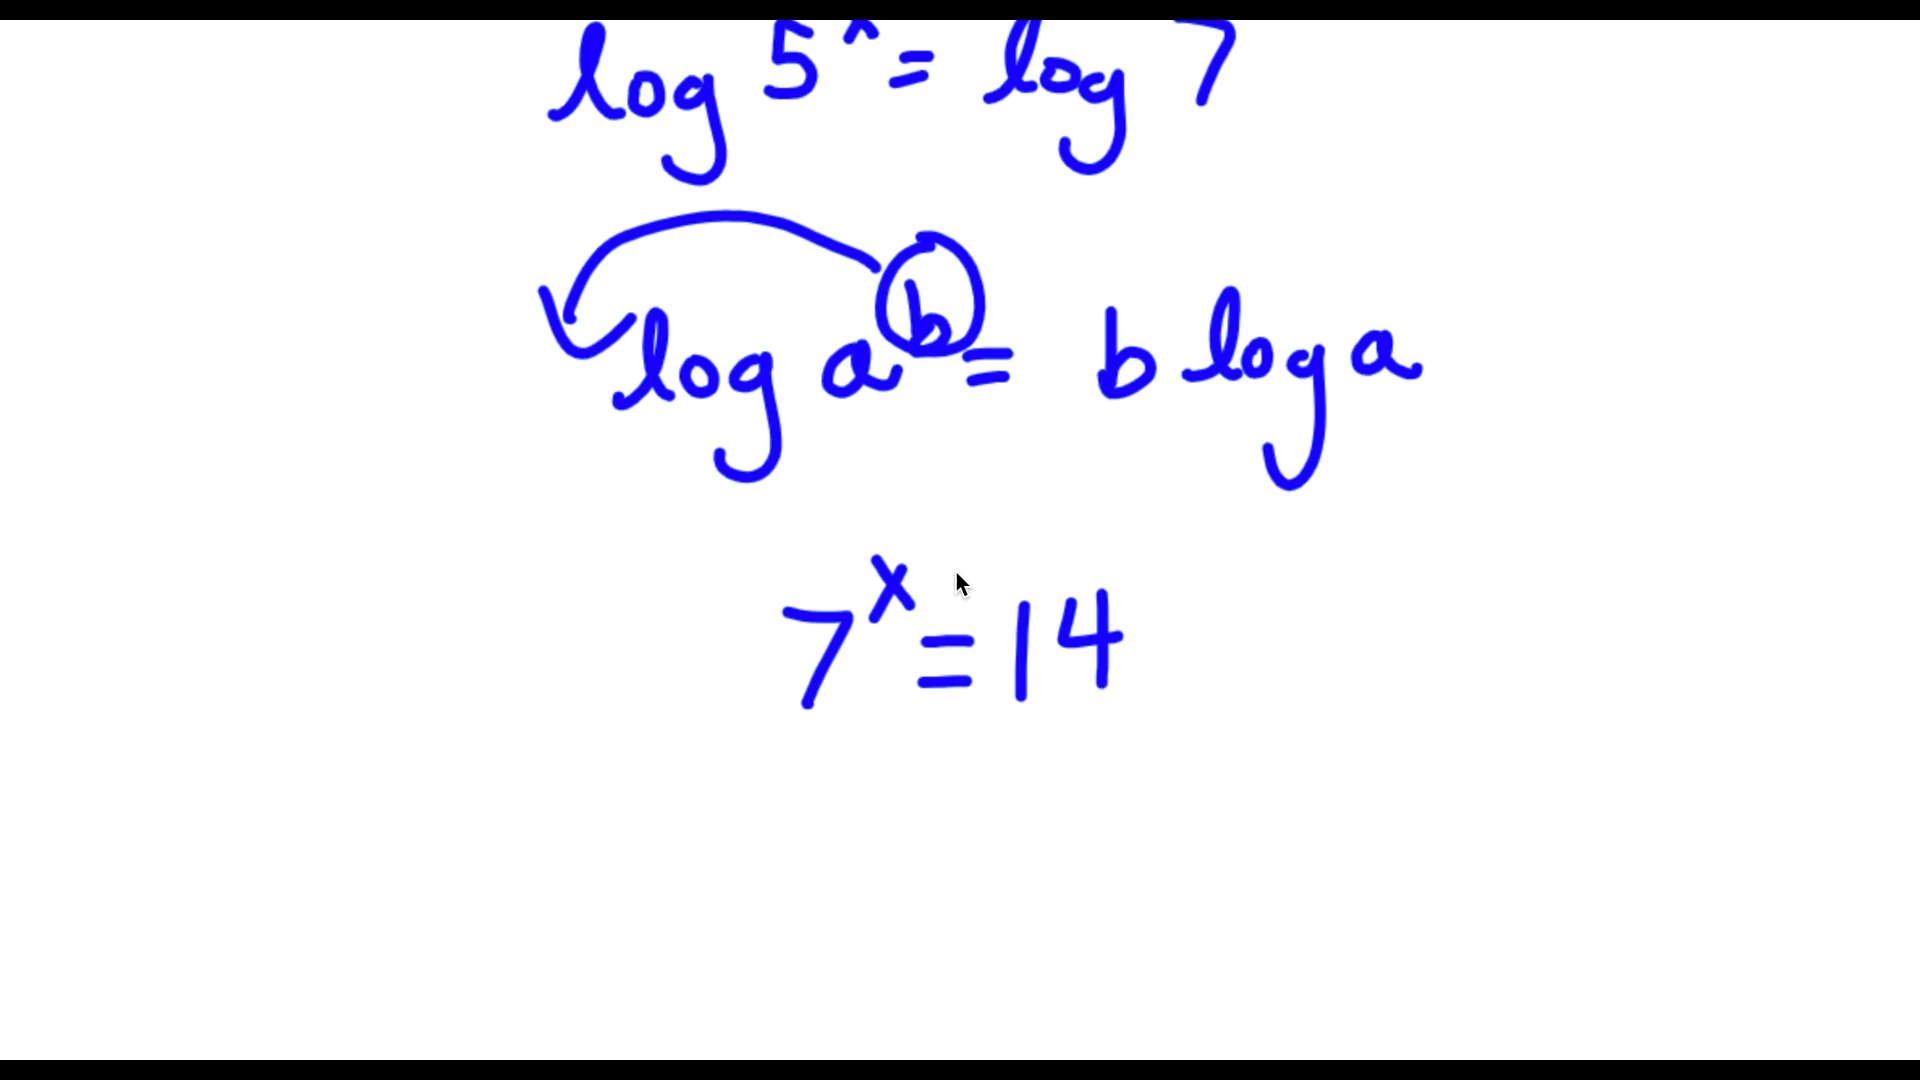 log 5^x = log 7
log a^b = b log a
7^x = 14